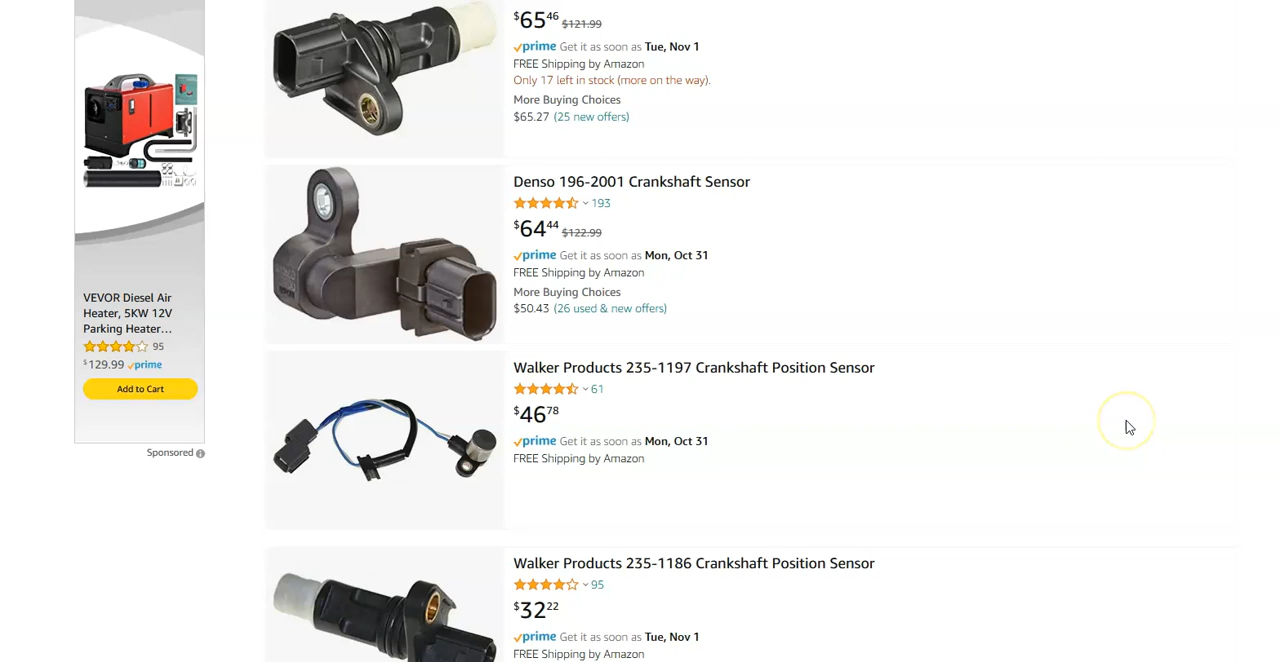 $65.46 $121.99
prime Get it as soon as Tue, Nov 1
FREE Shipping by Amazon
Only 17 left in stock (more on the way).
More Buying Choices
$65.27 (25 new offers)
Denso 196-2001 Crankshaft Sensor
193
$64.44 $122.99
prime Get it as soon as Mon, Oct 31
FREE Shipping by Amazon
More Buying Choices
$50.43 (26 used & new offers)
Walker Products 235-1197 Crankshaft Position Sensor
61
$46.78
prime Get it as soon as Mon, Oct 31
FREE Shipping by Amazon
Walker Products 235-1186 Crankshaft Position Sensor
95
$32.22
prime Get it as soon as Tue, Nov 1
FREE Shipping by Amazon
VEVOR Diesel Air
Heater, 5KW 12V
Parking Heater...
95
$129.99 prime
Add to Cart
Sponsored